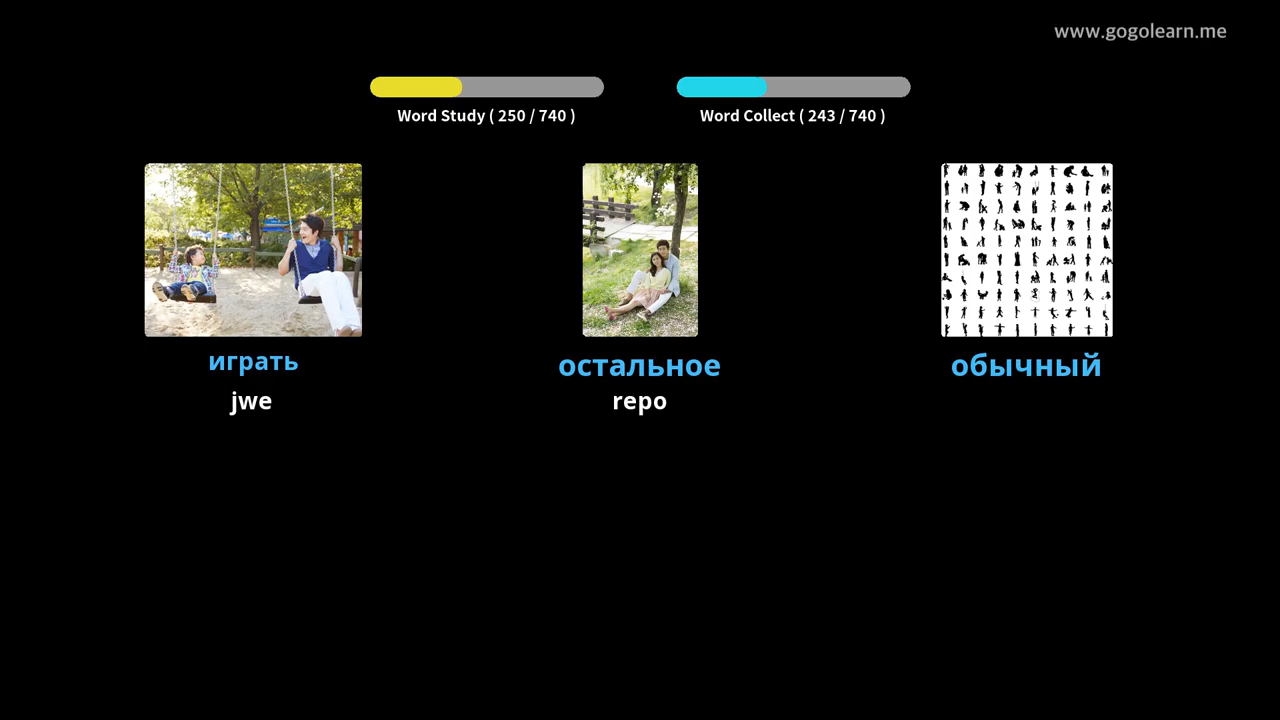 www.gogolearn.me
Word Study ( 250 / 740 )
Word Collect ( 243 / 740 )
играть
jwe
остальное
repo
обычный